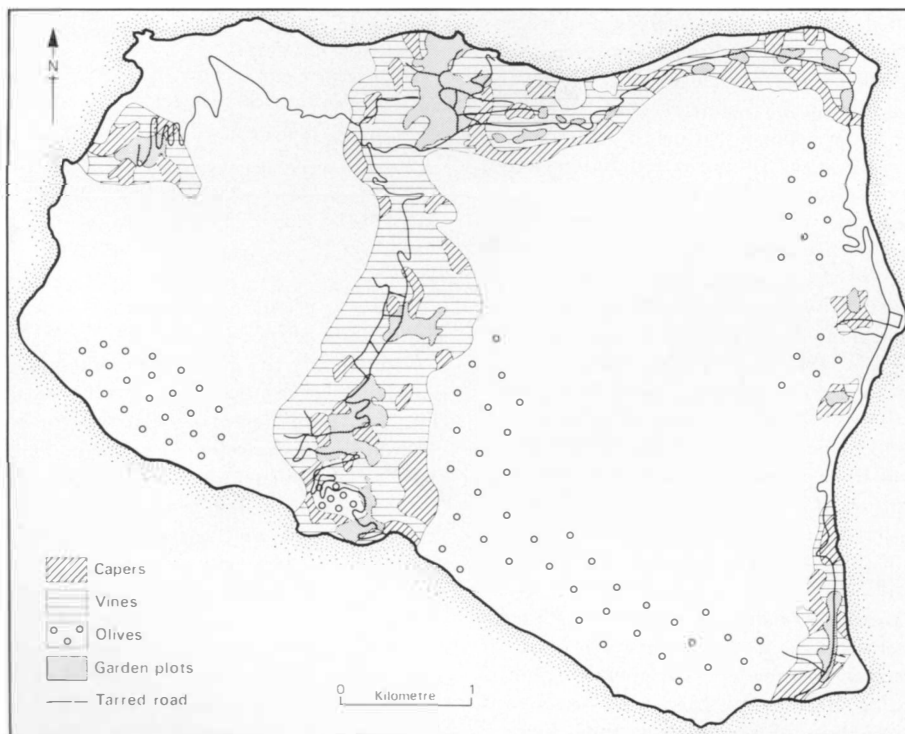 N
Capers
Vines
Olives
Garden plots
Tarred road
0 Kilometre 1